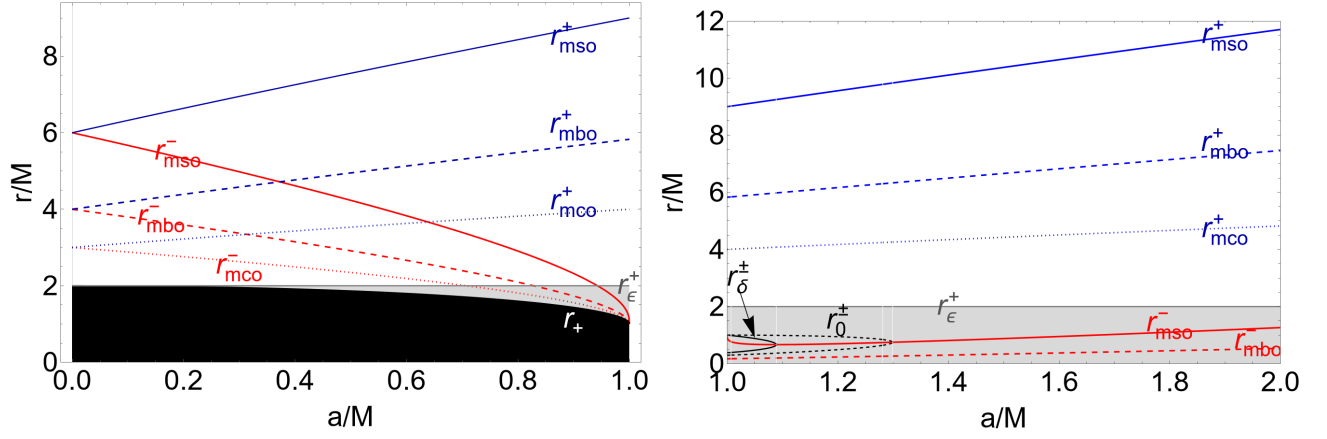 8
6
4
2
0
r/M
r⁺mso
r⁺mbo
r⁻mso
r⁺mco
r⁻mbo
r⁻mco
r⁺ϵ
r₊
0.0 0.2 0.4 0.6 0.8 1.0
a/M
12
10
8
6
4
2
0
r/M
r⁺mso
r⁺mbo
r⁺mco
r±δ
r±0
r⁺ϵ
r⁻mso
r⁻mbo
1.0 1.2 1.4 1.6 1.8 2.0
a/M